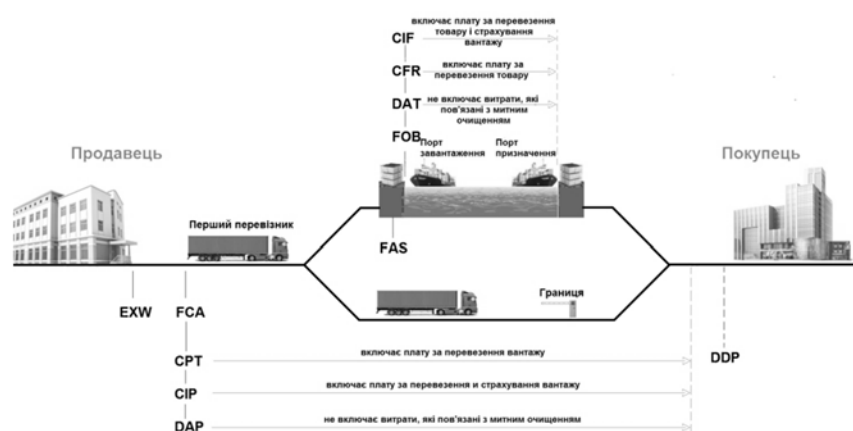 включає плату за перевезення
товару і страхування
вантажу
CIF
включає плату за
перевезення товару
CFR
не включає витрати, які
пов'язані з митним
очищенням
DAT
FOB
Порт
завантаження
Порт
призначення
Продавець
Покупець
Перший перевізник
FAS
Границя
EXW
FCA
DDP
включає плату за перевезення вантажу
CPT
включає плату за перевезення и страхування вантажу
CIP
не включає витрати, які пов'язані з митним очищенням
DAP